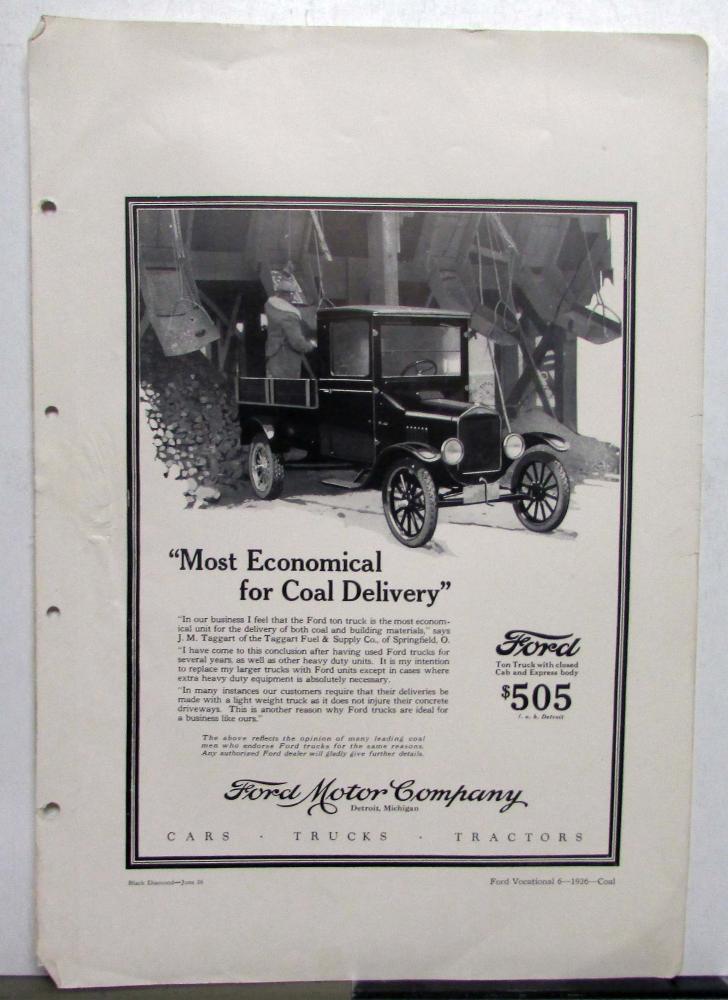 “Most Economical
for Coal Delivery”
“In our business I feel that the Ford ton truck is the most econom-
ical unit for the delivery of both coal and building materials,” says
J. M. Taggart of the Taggart Fuel & Supply Co., of Springfield, O.
“I have come to this conclusion after having used Ford trucks for
several years, as well as other heavy duty units. It is my intention
to replace my larger trucks with Ford units except in cases where
extra heavy duty equipment is absolutely necessary.
“In many instances our customers require that their deliveries be
made with a light weight truck as it does not injure their concrete
driveways. This is another reason why Ford trucks are ideal for
a business like ours.”
The above reflects the opinion of many leading coal
men who endorse Ford trucks for the same reasons.
Any authorized Ford dealer will gladly give further details.
Ford
Ton Truck with closed
Cab and Express body
$505
f. o. b. Detroit
Ford Motor Company
Detroit, Michigan
CARS · TRUCKS · TRACTORS
Black Diamond—June 26
Ford Vocational 6—1926—Coal